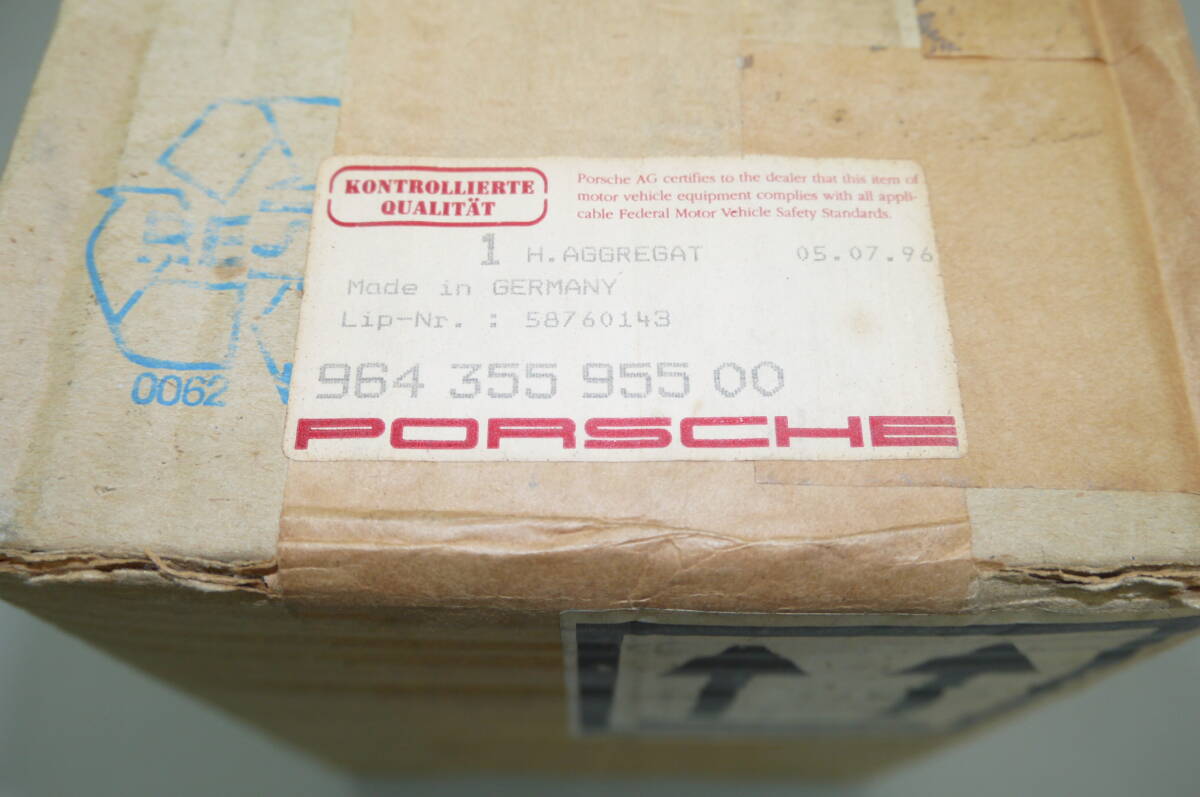 KONTROLLIERTE
QUALITÄT
Porsche AG certifies to the dealer that this item of
motor vehicle equipment complies with all appli-
cable Federal Motor Vehicle Safety Standards.
1 H.AGGREGAT 05.07.96
Made in GERMANY
Lip-Nr. : 58760143
964 355 955 00
PORSCHE
RESY
0062